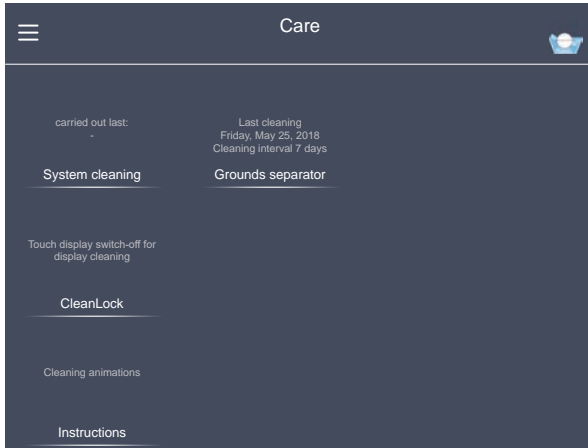 Care
carried out last:
-
System cleaning
Last cleaning
Friday, May 25, 2018
Cleaning interval 7 days
Grounds separator
Touch display switch-off for
display cleaning
CleanLock
Cleaning animations
Instructions